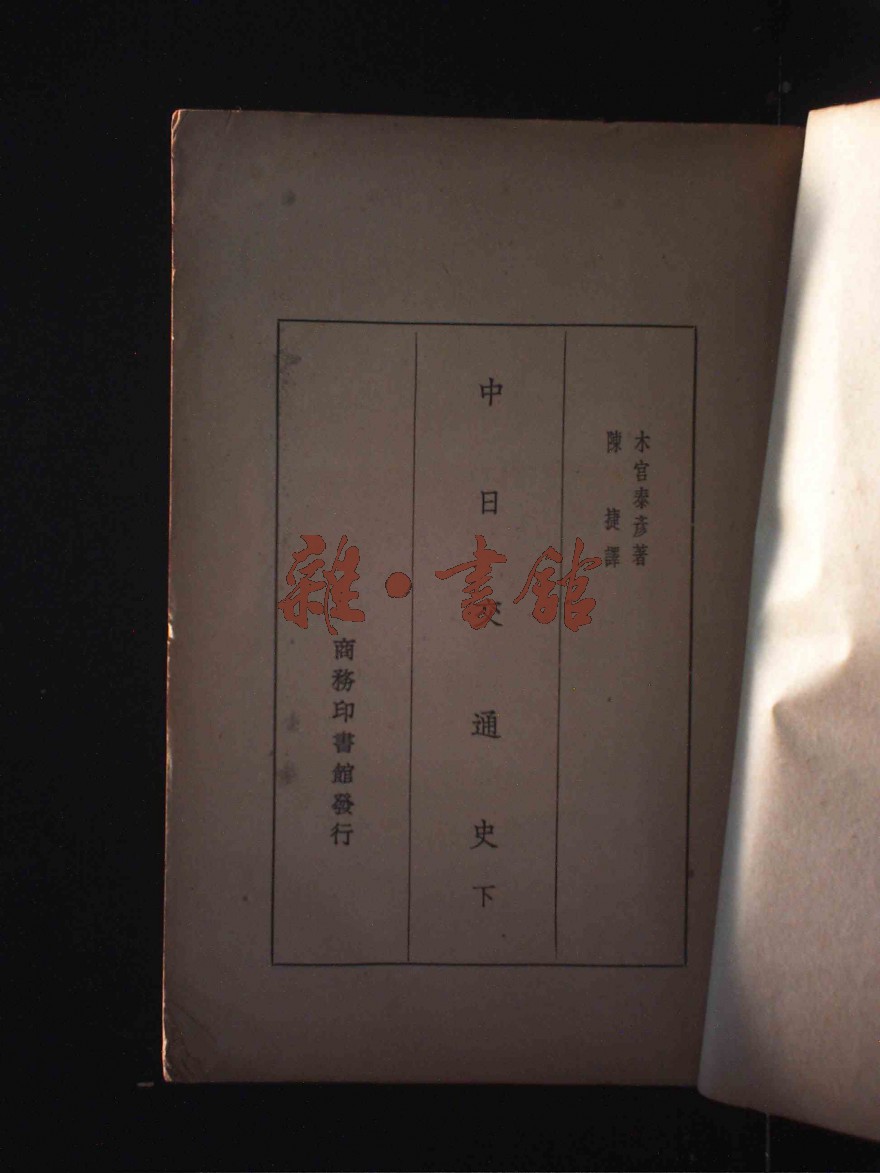 木宮泰彥著
陳捷譯
中日交通史下
商務印書館發行
雜·書館